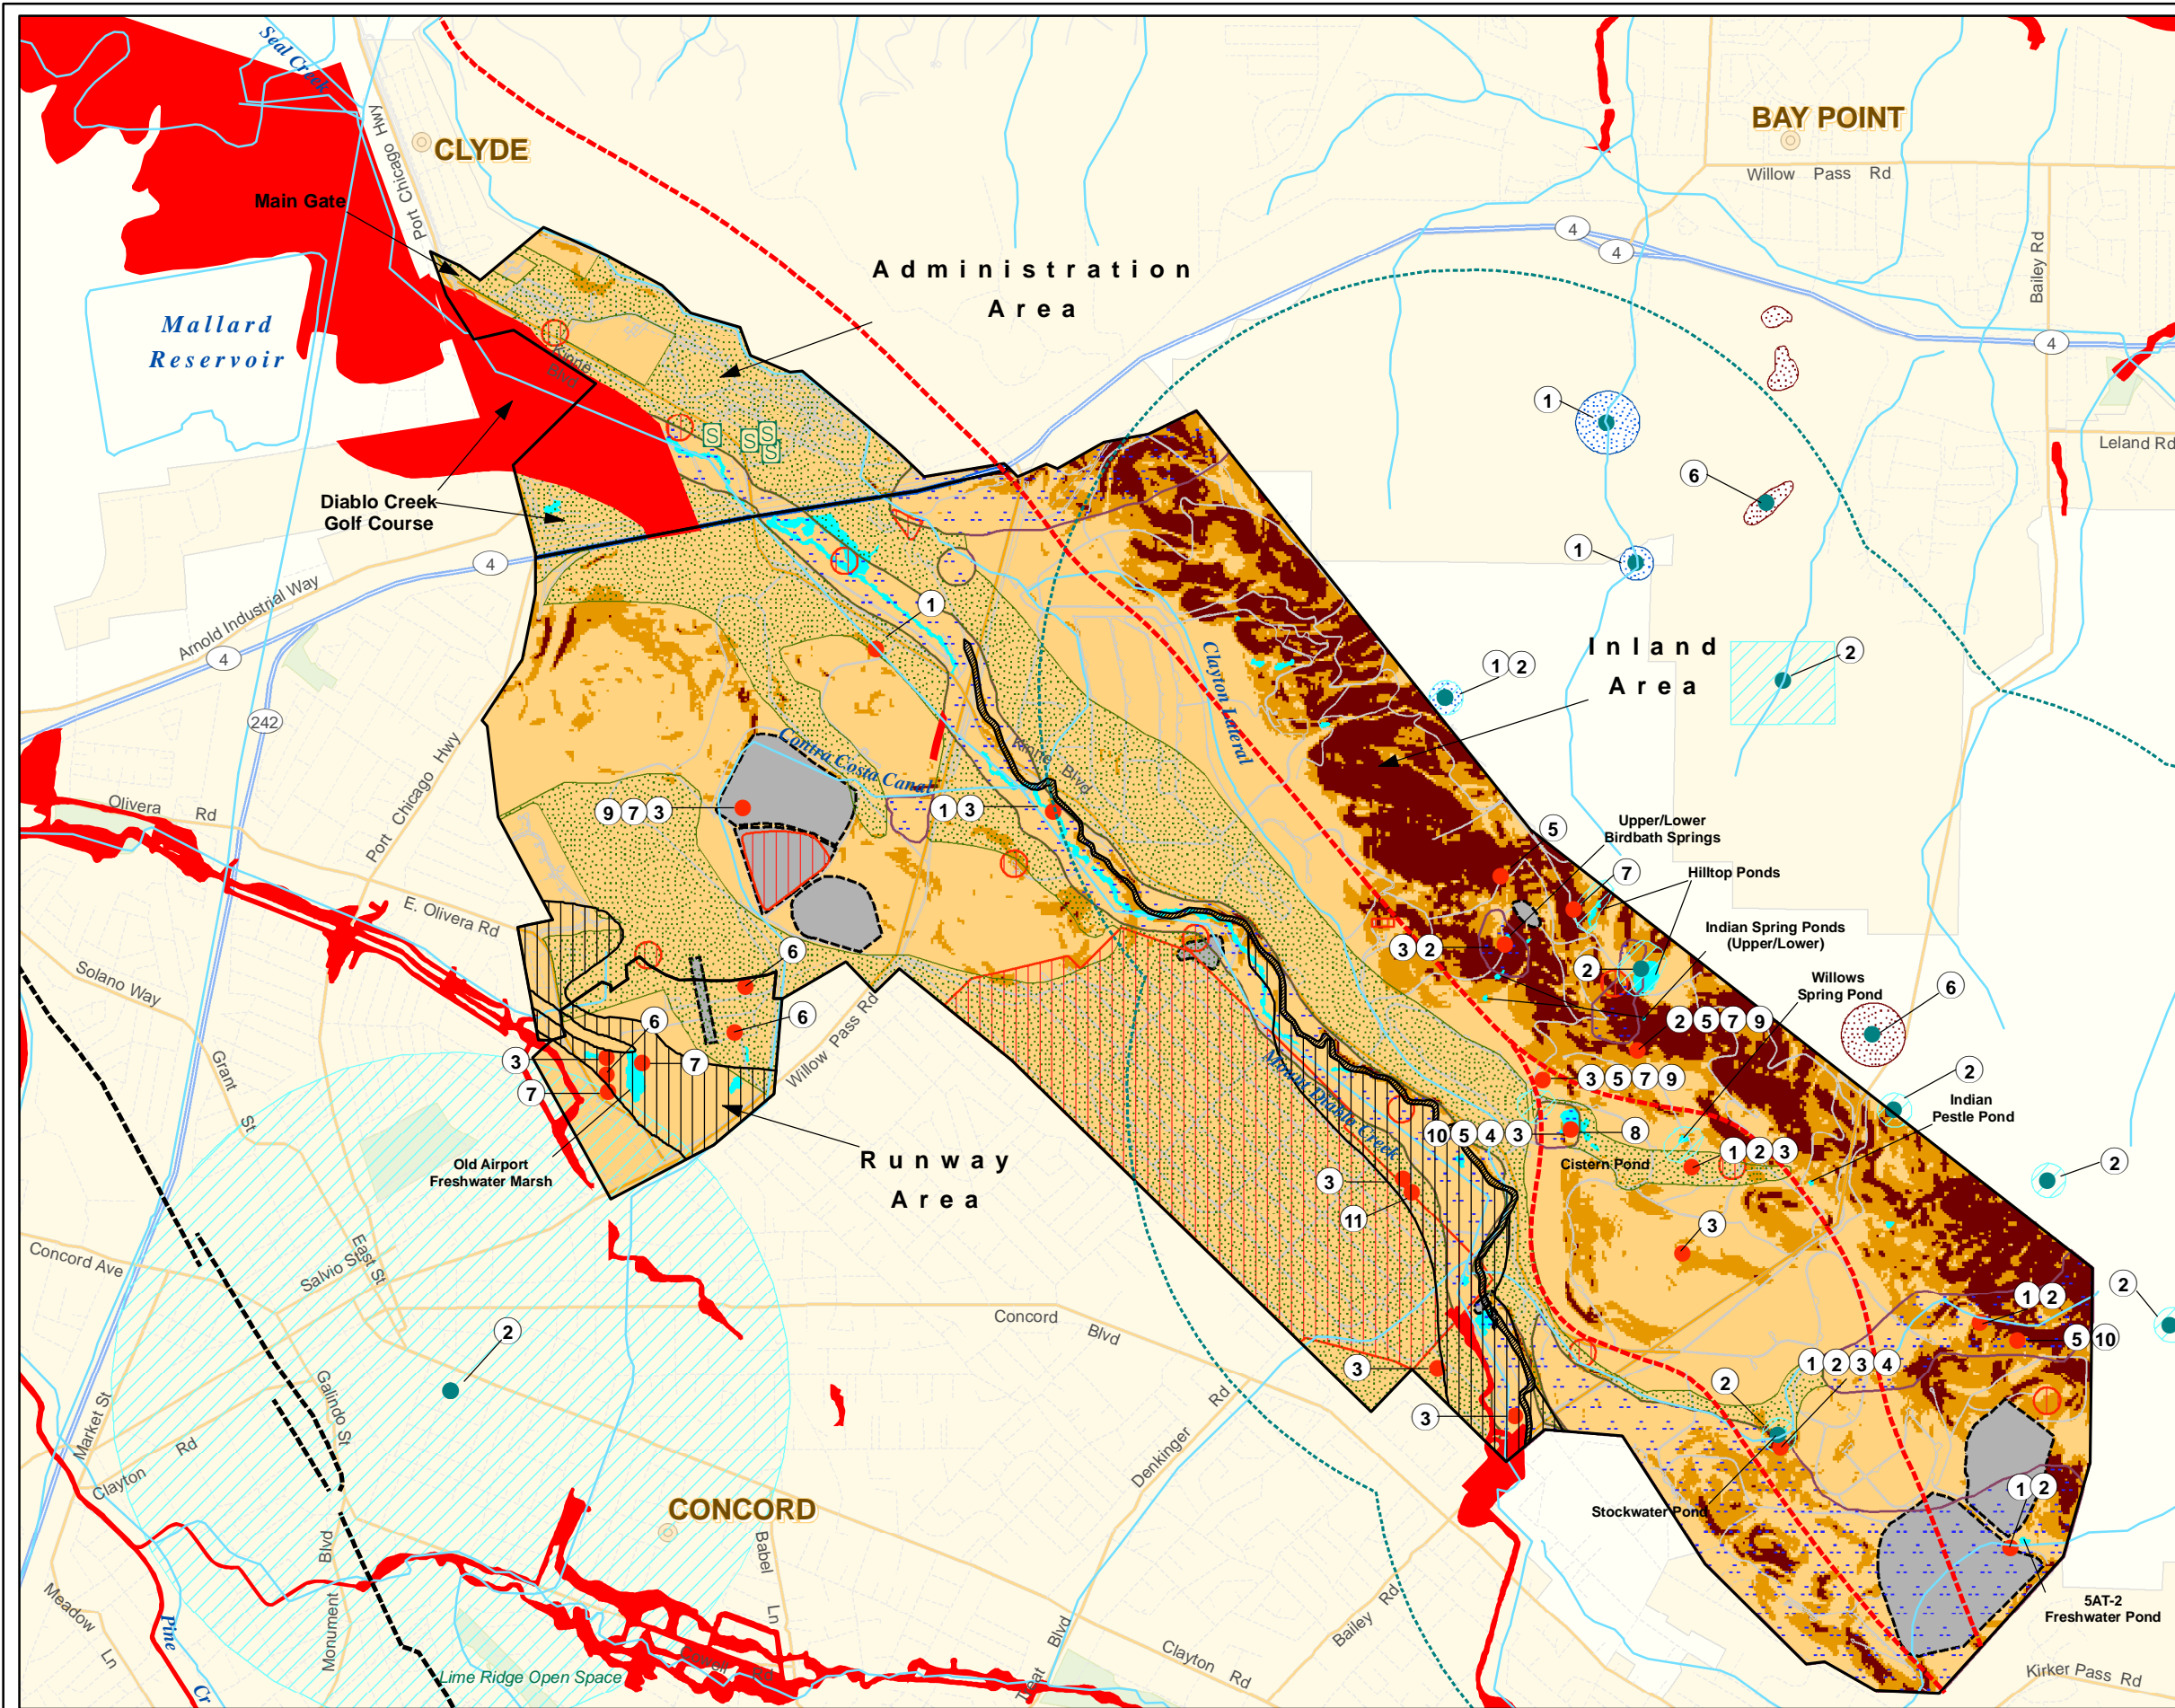 Seal Creek
Port Chicago Hwy
CLYDE
BAY POINT
Willow Pass Rd
Main Gate
Administration
Area
4
4
Bailey Rd
4
Mallard
Reservoir
Kinne
Blvd
1
Leland Rd
S
S
S
S
6
Diablo Creek
Golf Course
1
4
Arnold Industrial Way
1
4
Clayton Lateral
Inland
Area
1 2
2
242
Port Chicago Hwy
Contra Costa Canal
Kinne Blvd
Olivera Rd
9 7 3
1 3
5
Upper/Lower
Birdbath Springs
7
Hilltop Ponds
E. Olivera Rd
Indian Spring Ponds
(Upper/Lower)
3 2
6
2
Willows
Spring Pond
Solano Way
6
6
6
2 5 7 9
Willow Pass Rd
3
7
Grant St
Mount Diablo Creek
3 5 7 9
2
7
Indian
Pestle Pond
10 5 4 3
8
Old Airport
Freshwater Marsh
Runway
Area
Cistern Pond
1 2 3
2
3
11
3
Concord Ave
Salvio St
East St
2
1 2
Concord Blvd
2
5 10
3
1 2 3 4
2
Galindo St
Market St
3
Denkinger Rd
Clayton Rd
1 2
CONCORD
Stockwater Pond
Babel Ln
Monument Blvd
Meadow Ln
Pine Cr
5AT-2
Freshwater Pond
Bailey Rd
Treat Blvd
Clayton Rd
Cowell Rd
Lime Ridge Open Space
Kirker Pass Rd